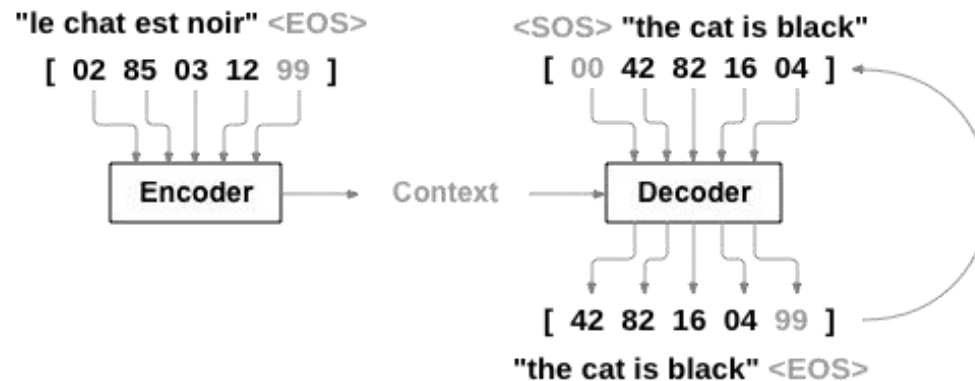 "le chat est noir" <EOS>
[ 02 85 03 12 99 ]
Encoder
Context
<SOS> "the cat is black"
[ 00 42 82 16 04 ]
Decoder
[ 42 82 16 04 99 ]
"the cat is black" <EOS>